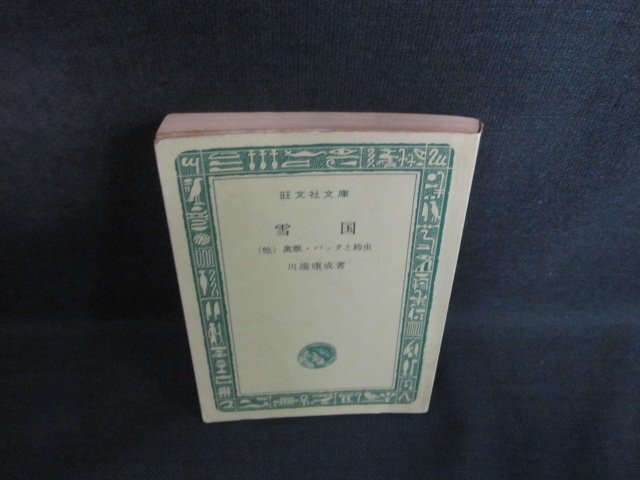 旺文社文庫
雪 国
(他) 禽獣・バッタと鈴虫
川端康成著